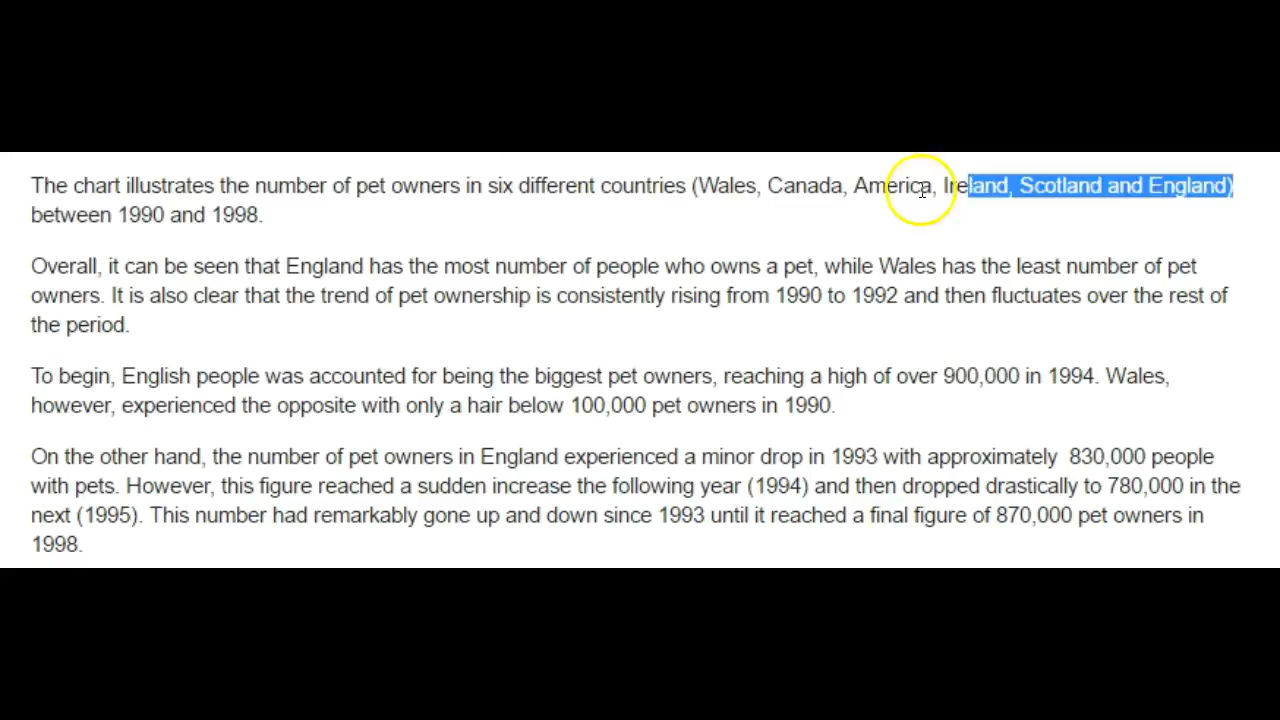 The chart illustrates the number of pet owners in six different countries (Wales, Canada, America, Ireland, Scotland and England)
between 1990 and 1998.
Overall, it can be seen that England has the most number of people who owns a pet, while Wales has the least number of pet
owners. It is also clear that the trend of pet ownership is consistently rising from 1990 to 1992 and then fluctuates over the rest of
the period.
To begin, English people was accounted for being the biggest pet owners, reaching a high of over 900,000 in 1994. Wales,
however, experienced the opposite with only a hair below 100,000 pet owners in 1990.
On the other hand, the number of pet owners in England experienced a minor drop in 1993 with approximately  830,000 people
with pets. However, this figure reached a sudden increase the following year (1994) and then dropped drastically to 780,000 in the
next (1995). This number had remarkably gone up and down since 1993 until it reached a final figure of 870,000 pet owners in
1998.